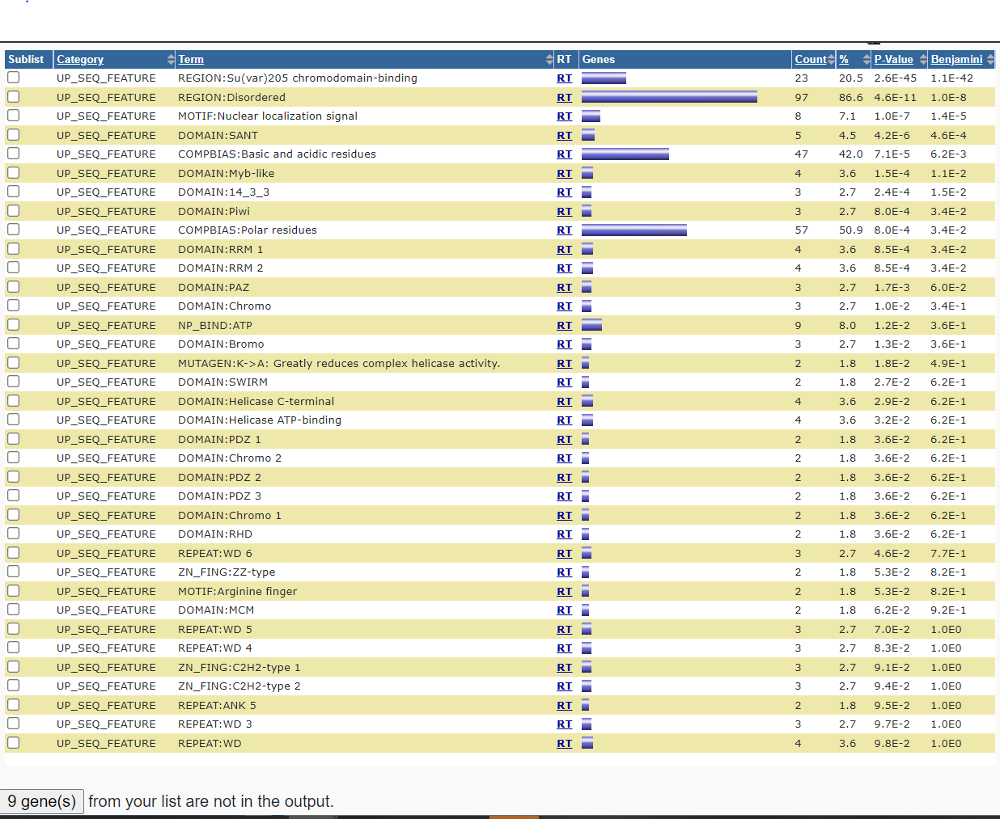 Sublist Category Term RT Genes Count % P-Value Benjamini
UP_SEQ_FEATURE REGION:Su(var)205 chromodomain-binding RT 23 20.5 2.6E-45 1.1E-42
UP_SEQ_FEATURE REGION:Disordered RT 97 86.6 4.6E-11 1.0E-8
UP_SEQ_FEATURE MOTIF:Nuclear localization signal RT 8 7.1 1.0E-7 1.4E-5
UP_SEQ_FEATURE DOMAIN:SANT RT 5 4.5 4.2E-6 4.6E-4
UP_SEQ_FEATURE COMPBIAS:Basic and acidic residues RT 47 42.0 7.1E-5 6.2E-3
UP_SEQ_FEATURE DOMAIN:Myb-like RT 4 3.6 1.5E-4 1.1E-2
UP_SEQ_FEATURE DOMAIN:14_3_3 RT 3 2.7 2.4E-4 1.5E-2
UP_SEQ_FEATURE DOMAIN:Piwi RT 3 2.7 8.0E-4 3.4E-2
UP_SEQ_FEATURE COMPBIAS:Polar residues RT 57 50.9 8.0E-4 3.4E-2
UP_SEQ_FEATURE DOMAIN:RRM 1 RT 4 3.6 8.5E-4 3.4E-2
UP_SEQ_FEATURE DOMAIN:RRM 2 RT 4 3.6 8.5E-4 3.4E-2
UP_SEQ_FEATURE DOMAIN:PAZ RT 3 2.7 1.7E-3 6.0E-2
UP_SEQ_FEATURE DOMAIN:Chromo RT 3 2.7 1.0E-2 3.4E-1
UP_SEQ_FEATURE NP_BIND:ATP RT 9 8.0 1.2E-2 3.6E-1
UP_SEQ_FEATURE DOMAIN:Bromo RT 3 2.7 1.3E-2 3.6E-1
UP_SEQ_FEATURE MUTAGEN:K->A: Greatly reduces complex helicase activity. RT 2 1.8 1.8E-2 4.9E-1
UP_SEQ_FEATURE DOMAIN:SWIRM RT 2 1.8 2.7E-2 6.2E-1
UP_SEQ_FEATURE DOMAIN:Helicase C-terminal RT 4 3.6 2.9E-2 6.2E-1
UP_SEQ_FEATURE DOMAIN:Helicase ATP-binding RT 4 3.6 3.2E-2 6.2E-1
UP_SEQ_FEATURE DOMAIN:PDZ 1 RT 2 1.8 3.6E-2 6.2E-1
UP_SEQ_FEATURE DOMAIN:Chromo 2 RT 2 1.8 3.6E-2 6.2E-1
UP_SEQ_FEATURE DOMAIN:PDZ 2 RT 2 1.8 3.6E-2 6.2E-1
UP_SEQ_FEATURE DOMAIN:PDZ 3 RT 2 1.8 3.6E-2 6.2E-1
UP_SEQ_FEATURE DOMAIN:Chromo 1 RT 2 1.8 3.6E-2 6.2E-1
UP_SEQ_FEATURE DOMAIN:RHD RT 2 1.8 3.6E-2 6.2E-1
UP_SEQ_FEATURE REPEAT:WD 6 RT 3 2.7 4.6E-2 7.7E-1
UP_SEQ_FEATURE ZN_FING:ZZ-type RT 2 1.8 5.3E-2 8.2E-1
UP_SEQ_FEATURE MOTIF:Arginine finger RT 2 1.8 5.3E-2 8.2E-1
UP_SEQ_FEATURE DOMAIN:MCM RT 2 1.8 6.2E-2 9.2E-1
UP_SEQ_FEATURE REPEAT:WD 5 RT 3 2.7 7.0E-2 1.0E0
UP_SEQ_FEATURE REPEAT:WD 4 RT 3 2.7 8.3E-2 1.0E0
UP_SEQ_FEATURE ZN_FING:C2H2-type 1 RT 3 2.7 9.1E-2 1.0E0
UP_SEQ_FEATURE ZN_FING:C2H2-type 2 RT 3 2.7 9.4E-2 1.0E0
UP_SEQ_FEATURE REPEAT:ANK 5 RT 2 1.8 9.5E-2 1.0E0
UP_SEQ_FEATURE REPEAT:WD 3 RT 3 2.7 9.7E-2 1.0E0
UP_SEQ_FEATURE REPEAT:WD RT 4 3.6 9.8E-2 1.0E0
9 gene(s) from your list are not in the output.